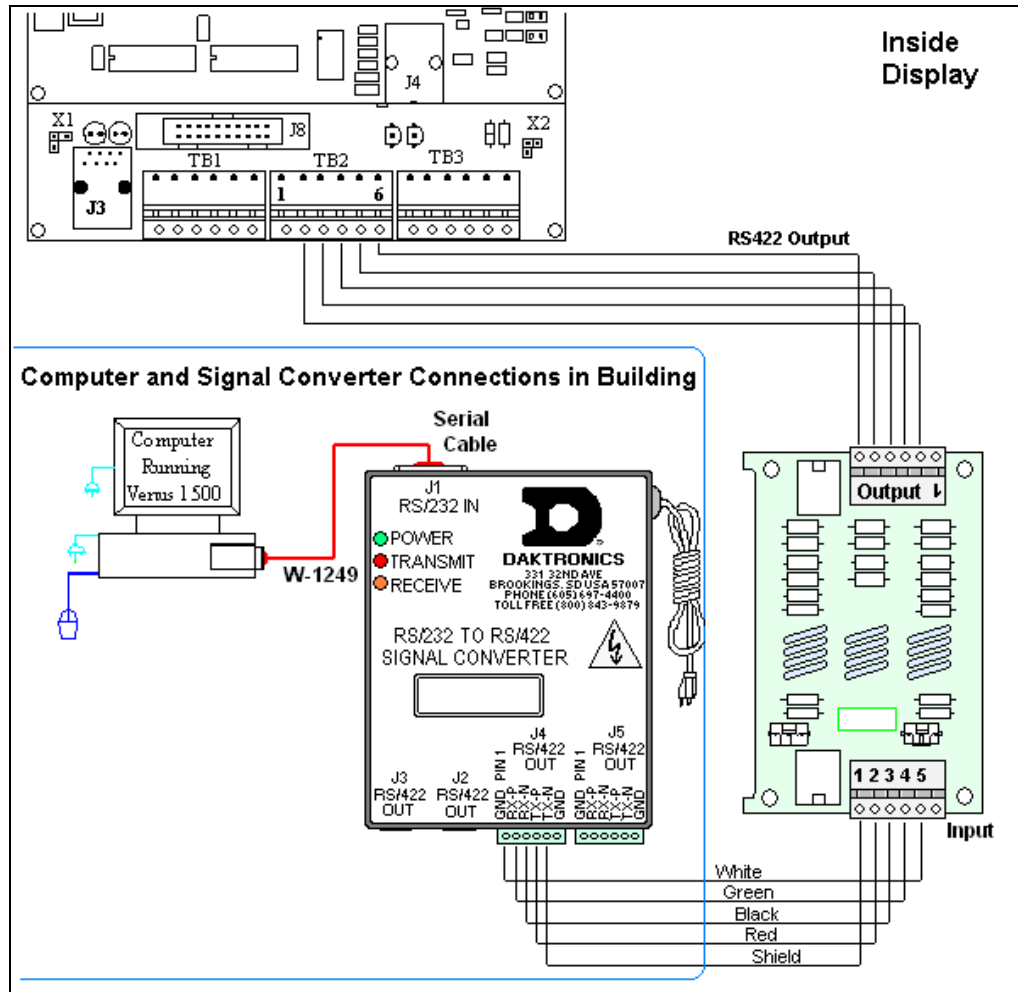 Inside
Display
J4
X1
J8
X2
TB1
TB2
TB3
1
6
J3
RS422 Output
Computer and Signal Converter Connections in Building
Serial
Cable
Computer
Running
Verus 1500
W-1249
J1
RS/232 IN
POWER
TRANSMIT
RECEIVE
D
DAKTRONICS
331 32ND AVE
BROOKINGS, SD USA 57007
PHONE (605) 697-4400
TOLL FREE (800) 843-9879
RS/232 TO RS/422
SIGNAL CONVERTER
J3
RS/422
OUT
J2
RS/422
OUT
PIN 1
J4
RS/422
OUT
GND
RX-P
RX-N
TX-P
TX-N
GND
PIN 1
J5
RS/422
OUT
GND
RX-P
RX-N
TX-P
TX-N
GND
Output 1
1 2 3 4 5
Input
White
Green
Black
Red
Shield